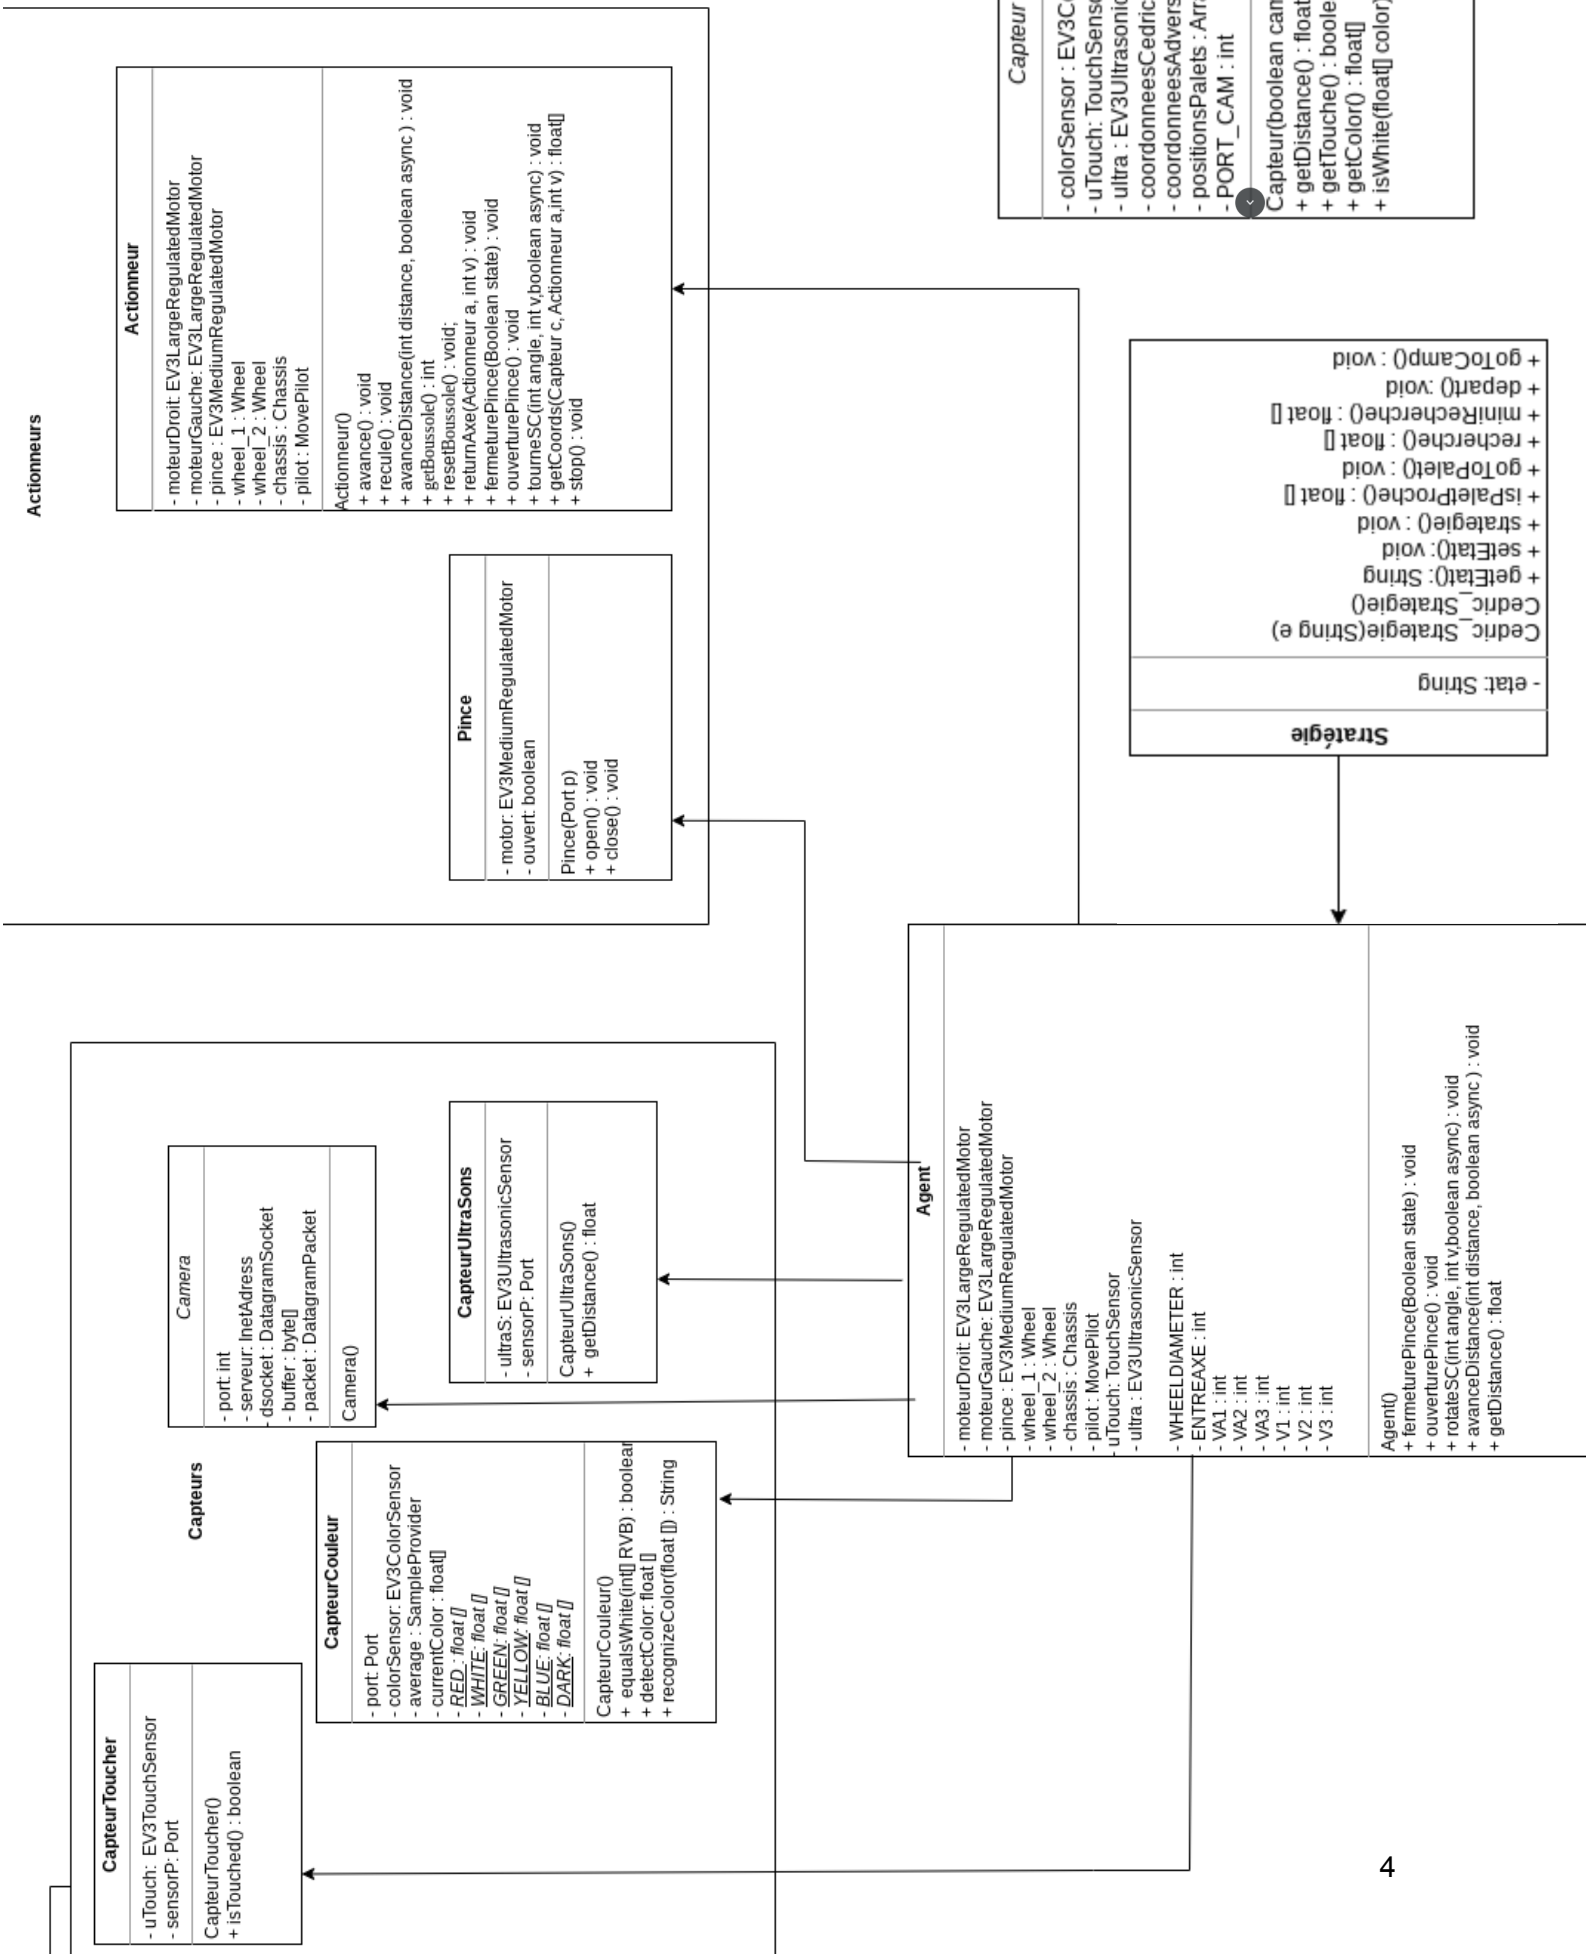 Actionneurs
Actionneur
- moteurDroit: EV3LargeRegulatedMotor
- moteurGauche: EV3LargeRegulatedMotor
- pince : EV3MediumRegulatedMotor
- wheel_1 : Wheel
- wheel_2 : Wheel
- chassis : Chassis
- pilot : MovePilot
Actionneur()
+ avance() : void
+ recule() : void
+ avanceDistance(int distance, boolean async ) : void
+ getBoussole() : int
+ resetBoussole() : void;
+ returnAxe(Actionneur a, int v) : void
+ fermeturePince(Boolean state) : void
+ ouverturePince() : void
+ tourneSC(int angle, int v,boolean async) : void
+ getCoords(Capteur c, Actionneur a,int v) : float[]
+ stop() : void
Pince
- motor: EV3MediumRegulatedMotor
- ouvert: boolean
Pince(Port p)
+ open() : void
+ close() : void
Capteurs
Camera
- port: int
- serveur: InetAdress
- dsocket : DatagramSocket
- buffer : byte[]
- packet : DatagramPacket
Camera()
CapteurUltraSons
- ultraS: EV3UltrasonicSensor
- sensorP: Port
CapteurUltraSons()
+ getDistance() : float
CapteurCouleur
- port: Port
- colorSensor: EV3ColorSensor
- average : SampleProvider
- currentColor : float[]
- RED : float []
- WHITE: float []
- GREEN: float []
- YELLOW: float []
- BLUE: float []
- DARK: float []
CapteurCouleur()
+ equalsWhite(int[] RVB) : boolean
+ detectColor: float []
+ recognizeColor(float []) : String
CapteurToucher
- uTouch: EV3TouchSensor
- sensorP: Port
CapteurToucher()
+ isTouched() : boolean
Agent
- moteurDroit: EV3LargeRegulatedMotor
- moteurGauche: EV3LargeRegulatedMotor
- pince : EV3MediumRegulatedMotor
- wheel_1 : Wheel
- wheel_2 : Wheel
- chassis : Chassis
- pilot : MovePilot
- uTouch: TouchSensor
- ultra : EV3UltrasonicSensor
- WHEELDIAMETER : int
- ENTREAXE : int
- VA1 : int
- VA2 : int
- VA3 : int
- V1 : int
- V2 : int
- V3 : int
Agent()
+ fermeturePince(Boolean state) : void
+ ouverturePince() : void
+ rotateSC(int angle, int v,boolean async) : void
+ avanceDistance(int distance, boolean async ) : void
+ getDistance() : float
Capteur
- colorSensor : EV3C
- uTouch: TouchSens
- ultra : EV3Ultrasonic
- coordonneesCedric
- coordonneesAdvers
- positionsPalets : Arr
- PORT_CAM : int
Capteur(boolean cam
+ getDistance() : float
+ getTouche() : boole
+ getColor() : float[]
+ isWhite(float[] color)
Stratégie
- etat: String
Cedric_Strategie(String e)
Cedric_Strategie()
+ getEtat(): String
+ setEtat(): void
+ strategie() : void
+ isPaletProche() : float []
+ goToPalet() : void
+ recherche() : float []
+ miniRecherche() : float []
+ depart() :void
+ goToCamp() : void
4